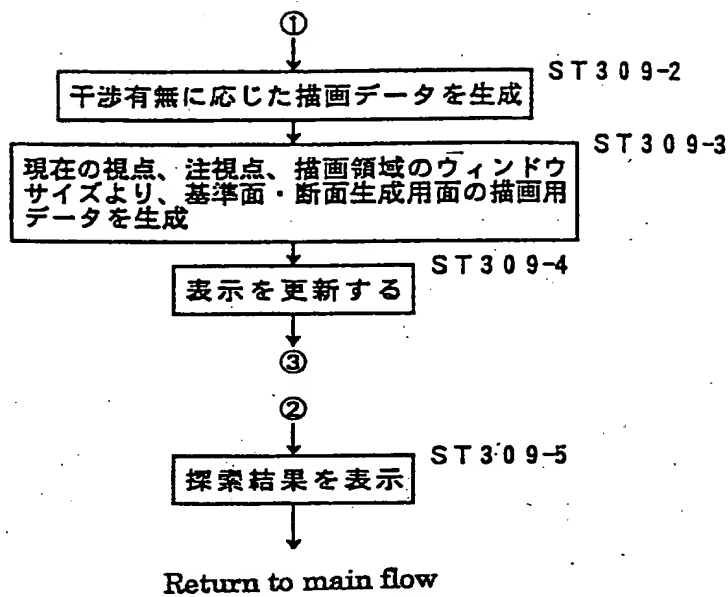 ①
ST309-2
干渉有無に応じた描画データを生成
ST309-3
現在の視点、注視点、描画領域のウィンドウ
サイズより、基準面・断面生成用面の描画用
データを生成
ST309-4
表示を更新する
③
②
ST309-5
探索結果を表示
Return to main flow